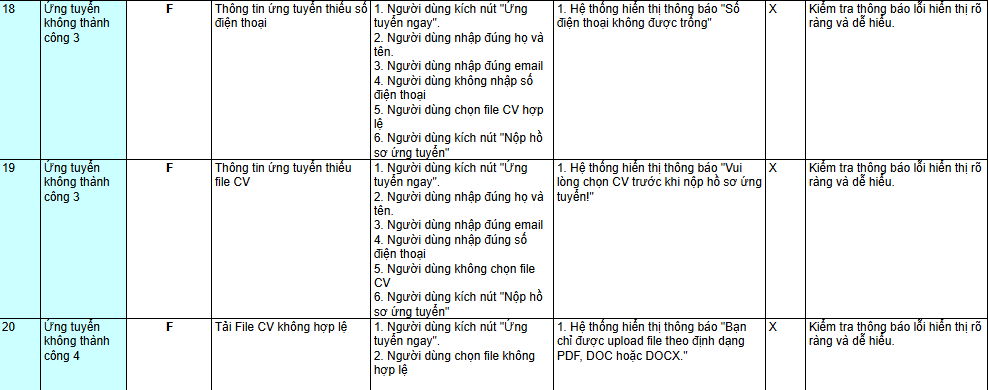 18
Ứng tuyển
không thành
công 3
F
Thông tin ứng tuyển thiếu số
điện thoại
1. Người dùng kích nút "Ứng
tuyển ngay".
2. Người dùng nhập đúng họ và
tên.
3. Người dùng nhập đúng email
4. Người dùng không nhập số
điện thoại
5. Người dùng chọn file CV hợp
lệ
6. Người dùng kích nút "Nộp hồ
sơ ứng tuyển"
1. Hệ thống hiển thị thông báo "Số
điện thoại không được trống"
X
Kiểm tra thông báo lỗi hiển thị rõ
ràng và dễ hiểu.
19
Ứng tuyển
không thành
công 3
F
Thông tin ứng tuyển thiếu
file CV
1. Người dùng kích nút "Ứng
tuyển ngay".
2. Người dùng nhập đúng họ và
tên.
3. Người dùng nhập đúng email
4. Người dùng nhập đúng số
điện thoại
5. Người dùng không chọn file
CV
6. Người dùng kích nút "Nộp hồ
sơ ứng tuyển"
1. Hệ thống hiển thị thông báo "Vui
lòng chọn CV trước khi nộp hồ sơ ứng
tuyển!"
X
Kiểm tra thông báo lỗi hiển thị rõ
ràng và dễ hiểu.
20
Ứng tuyển
không thành
công 4
F
Tải File CV không hợp lệ
1. Người dùng kích nút "Ứng
tuyển ngay".
2. Người dùng chọn file không
hợp lệ
1. Hệ thống hiển thị thông báo "Bạn
chỉ được upload file theo định dạng
PDF, DOC hoặc DOCX."
X
Kiểm tra thông báo lỗi hiển thị rõ
ràng và dễ hiểu.